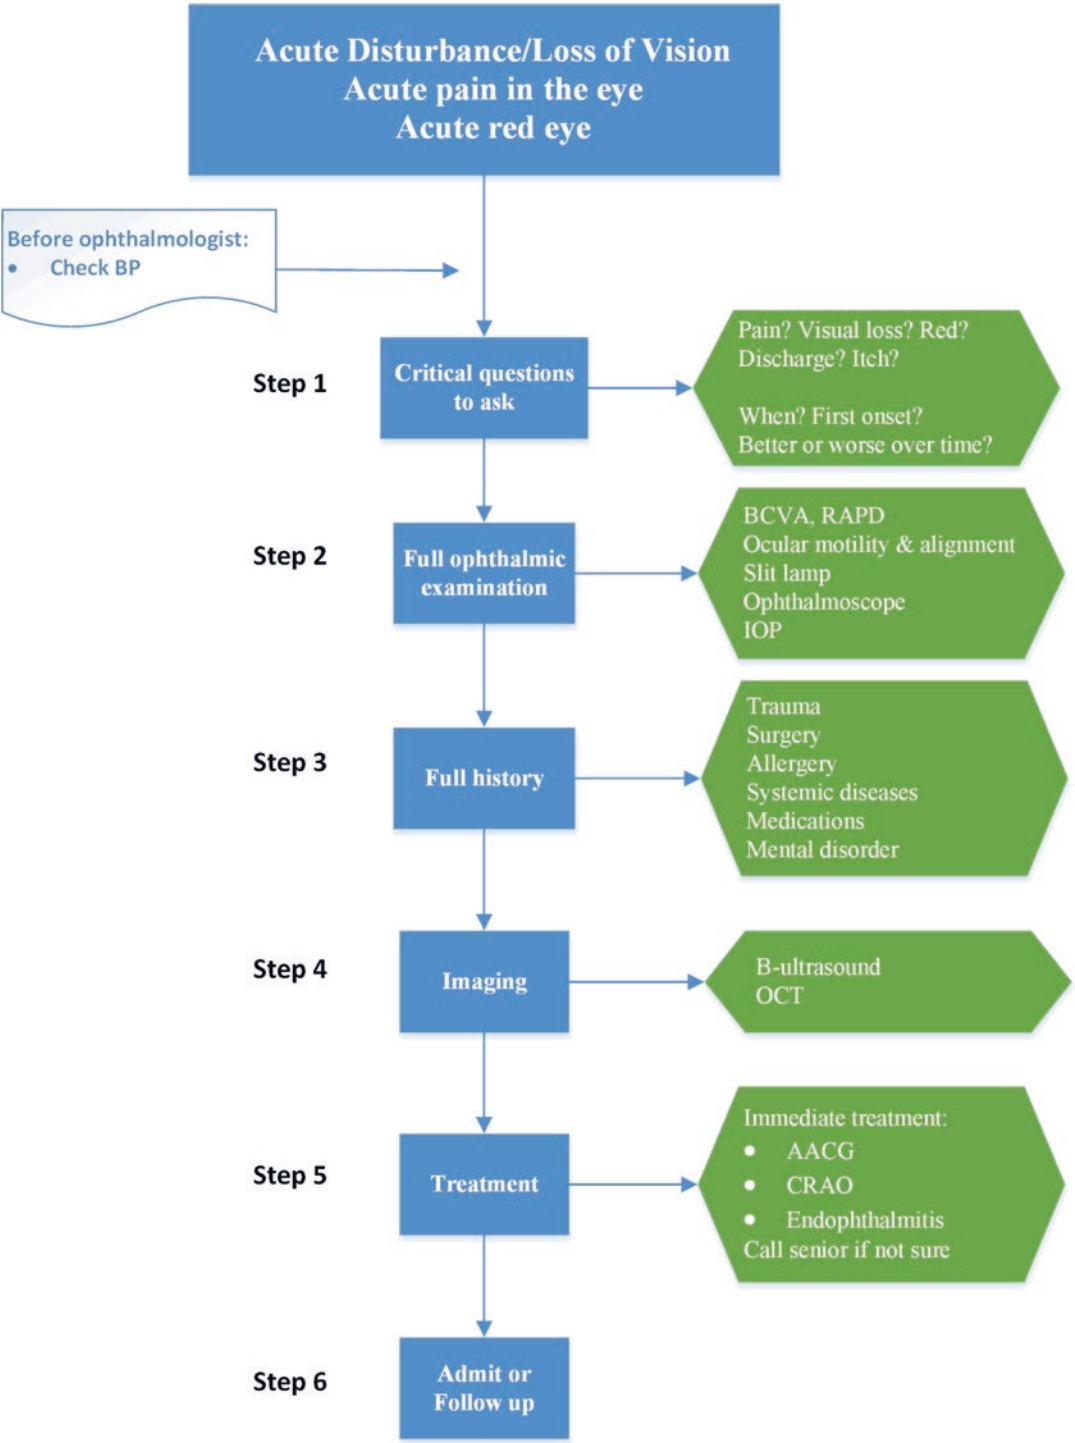 Acute Disturbance/Loss of Vision
Acute pain in the eye
Acute red eye
Before ophthalmologist:
• Check BP
Step 1
Critical questions
to ask
Pain? Visual loss? Red?
Discharge? Itch?
When? First onset?
Better or worse over time?
Step 2
Full ophthalmic
examination
BCVA, RAPD
Ocular motility & alignment
Slit lamp
Ophthalmoscope
IOP
Step 3
Full history
Trauma
Surgery
Allergery
Systemic diseases
Medications
Mental disorder
Step 4
Imaging
B-ultrasound
OCT
Step 5
Treatment
Immediate treatment:
• AACG
• CRAO
• Endophthalmitis
Call senior if not sure
Step 6
Admit or
Follow up